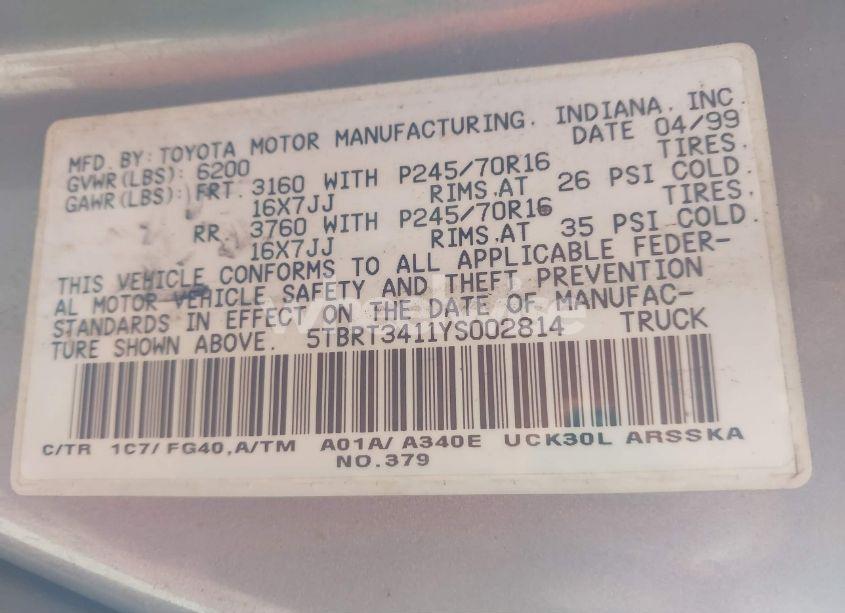 MFD. BY: TOYOTA MOTOR MANUFACTURING, INDIANA, INC.
GVWR(LBS): 6200 DATE 04/99
GAWR(LBS): FRT. 3160 WITH P245/70R16 TIRES.
16X7JJ RIMS.AT 26 PSI COLD.
RR. 3760 WITH P245/70R16 TIRES.
16X7JJ RIMS.AT 35 PSI COLD.
THIS VEHICLE CONFORMS TO ALL APPLICABLE FEDER-
AL MOTOR VEHICLE SAFETY AND THEFT PREVENTION
STANDARDS IN EFFECT ON THE DATE OF MANUFAC-
TURE SHOWN ABOVE. 5TBRT3411YS002814 TRUCK
C/TR 1C7/ FG40,A/TM A01A/ A340E UCK30L ARSSKA
NO.379